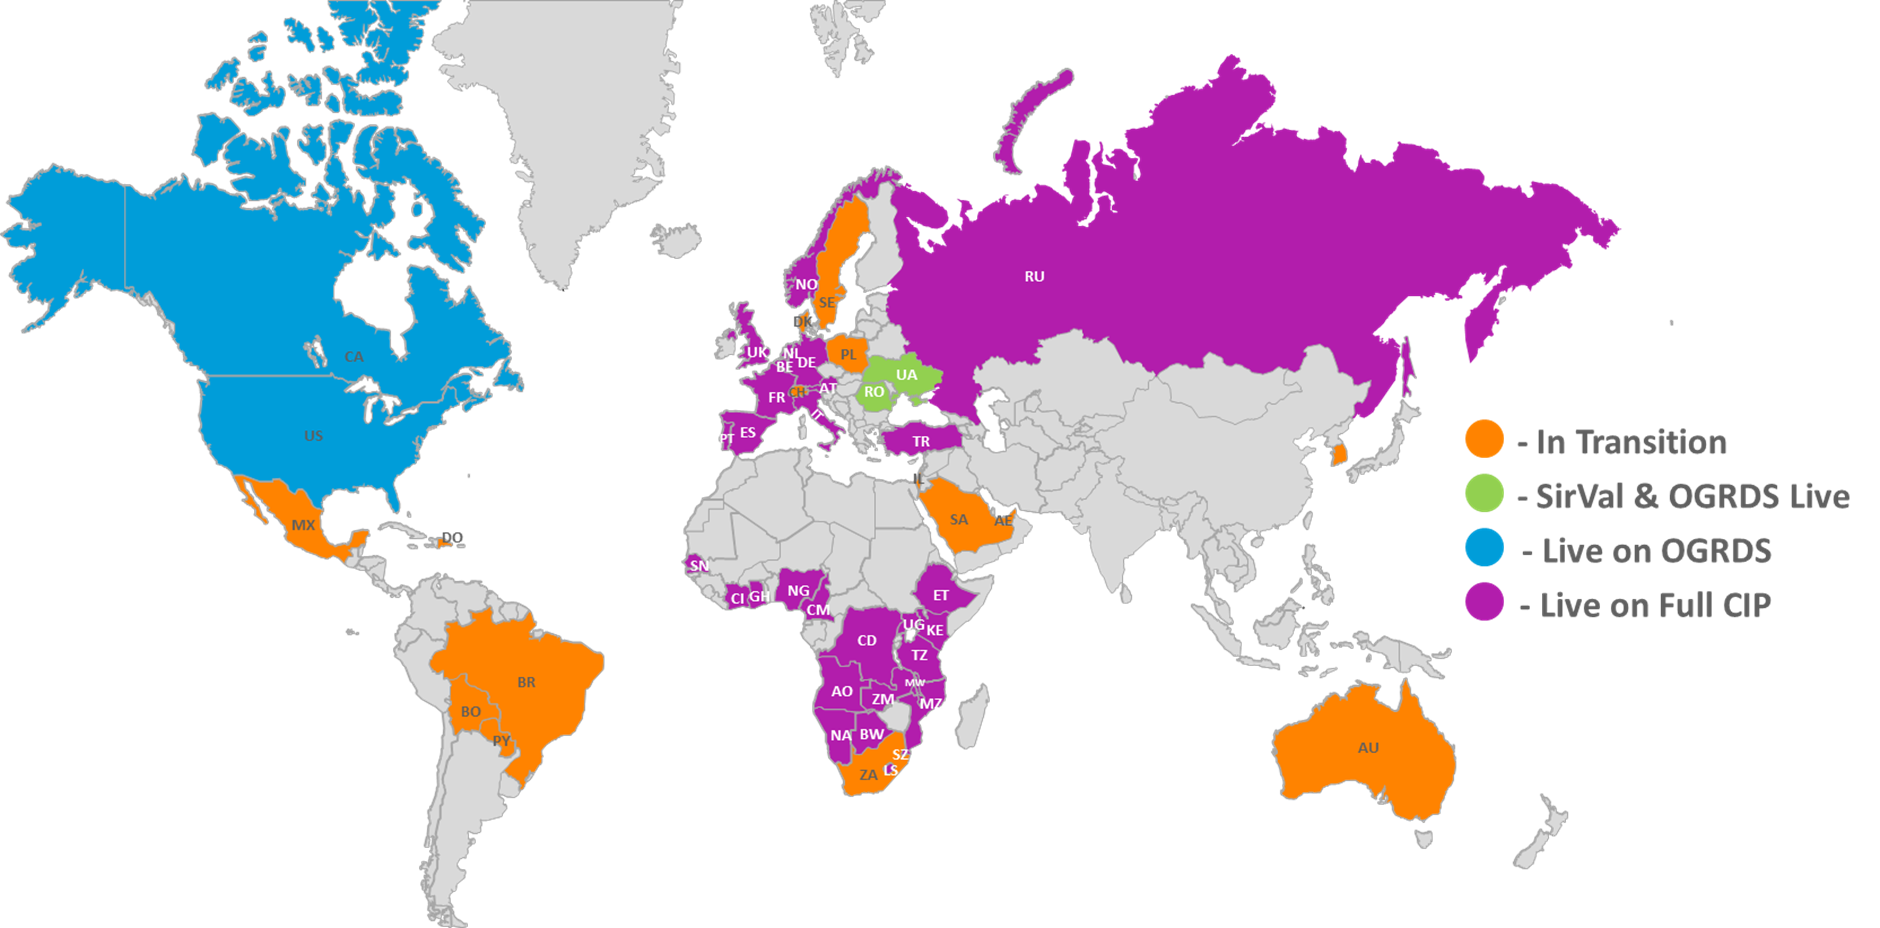 RU
NO
SE
DK
UK
NL
DE
PL
BE
CA
UA
AT
RO
FR
CH
IT
US
ES
PT
TR
- In Transition
IL
- SirVal & OGRDS Live
MX
SA
AE
DO
- Live on OGRDS
SN
NG
ET
CI
GH
CM
- Live on Full CIP
UG
KE
CD
TZ
BR
MW
AO
ZM
MZ
BO
NA
BW
PY
AU
SZ
LS
ZA